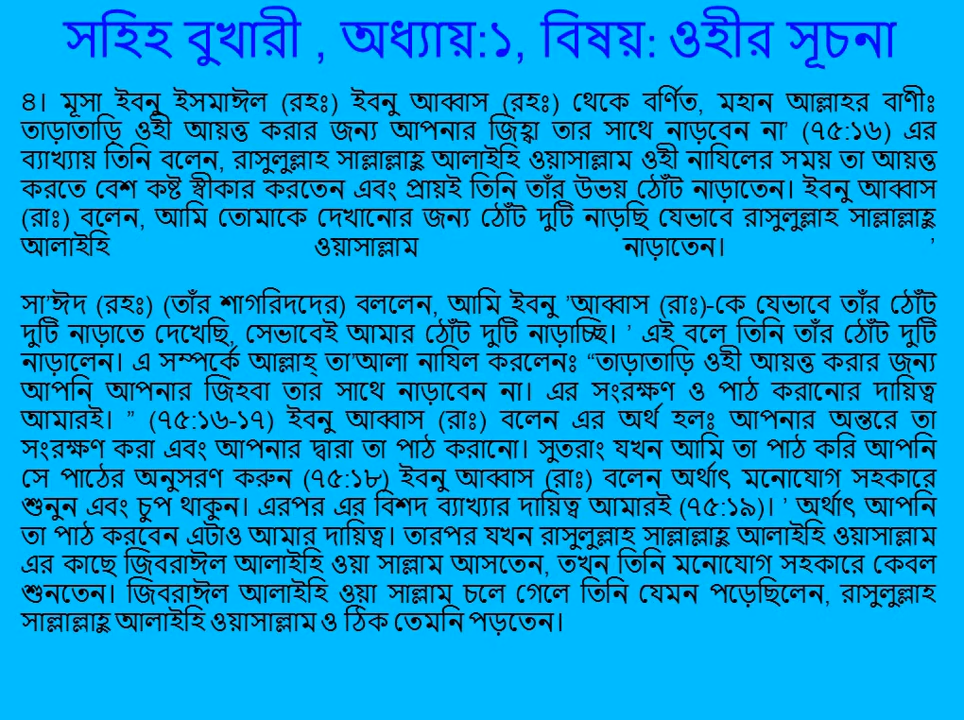 সহিহ বুখারী , অধ্যায়:১, বিষয়: ওহীর সূচনা
৪। মূসা ইবনু ইসমাঈল (রহঃ) ইবনু আব্বাস (রহঃ) থেকে বর্ণিত, মহান আল্লাহর বাণীঃ
তাড়াতাড়ি ওহী আয়ত্ত করার জন্য আপনার জিহ্বা তার সাথে নাড়বেন না’ (৭৫:১৬) এর
ব্যাখ্যায় তিনি বলেন, রাসুলুল্লাহ সাল্লাল্লাহু আলাইহি ওয়াসাল্লাম ওহী নাযিলের সময় তা আয়ত্ত
করতে বেশ কষ্ট স্বীকার করতেন এবং প্রায়ই তিনি তাঁর উভয় ঠোঁট নাড়াতেন। ইবনু আব্বাস
(রাঃ) বলেন, আমি তোমাকে দেখানোর জন্য ঠোঁট দুটি নাড়ছি যেভাবে রাসুলুল্লাহ সাল্লাল্লাহু
আলাইহি ওয়াসাল্লাম নাড়াতেন। ’
সা’ঈদ (রহঃ) (তাঁর শাগরিদদের) বললেন, আমি ইবনু ’আব্বাস (রাঃ)-কে যেভাবে তাঁর ঠোঁট
দুটি নাড়াতে দেখেছি, সেভাবেই আমার ঠোঁট দুটি নাড়াচ্ছি। ’ এই বলে তিনি তাঁর ঠোঁট দুটি
নাড়ালেন। এ সম্পর্কে আল্লাহ্ তা’আলা নাযিল করলেনঃ “তাড়াতাড়ি ওহী আয়ত্ত করার জন্য
আপনি আপনার জিহবা তার সাথে নাড়াবেন না। এর সংরক্ষণ ও পাঠ করানোর দায়িত্ব
আমারই। ” (৭৫:১৬-১৭) ইবনু আব্বাস (রাঃ) বলেন এর অর্থ হলঃ আপনার অন্তরে তা
সংরক্ষণ করা এবং আপনার দ্বারা তা পাঠ করানো। সুতরাং যখন আমি তা পাঠ করি আপনি
সে পাঠের অনুসরণ করুন (৭৫:১৮) ইবনু আব্বাস (রাঃ) বলেন অর্থাৎ মনোযোগ সহকারে
শুনুন এবং চুপ থাকুন। এরপর এর বিশদ ব্যাখ্যার দায়িত্ব আমারই (৭৫:১৯)। ’ অর্থাৎ আপনি
তা পাঠ করবেন এটাও আমার দায়িত্ব। তারপর যখন রাসুলুল্লাহ সাল্লাল্লাহু আলাইহি ওয়াসাল্লাম
এর কাছে জিবরাঈল আলাইহি ওয়া সাল্লাম আসতেন, তখন তিনি মনোযোগ সহকারে কেবল
শুনতেন। জিবরাঈল আলাইহি ওয়া সাল্লাম চলে গেলে তিনি যেমন পড়েছিলেন, রাসুলুল্লাহ
সাল্লাল্লাহু আলাইহি ওয়াসাল্লাম ও ঠিক তেমনি পড়তেন।